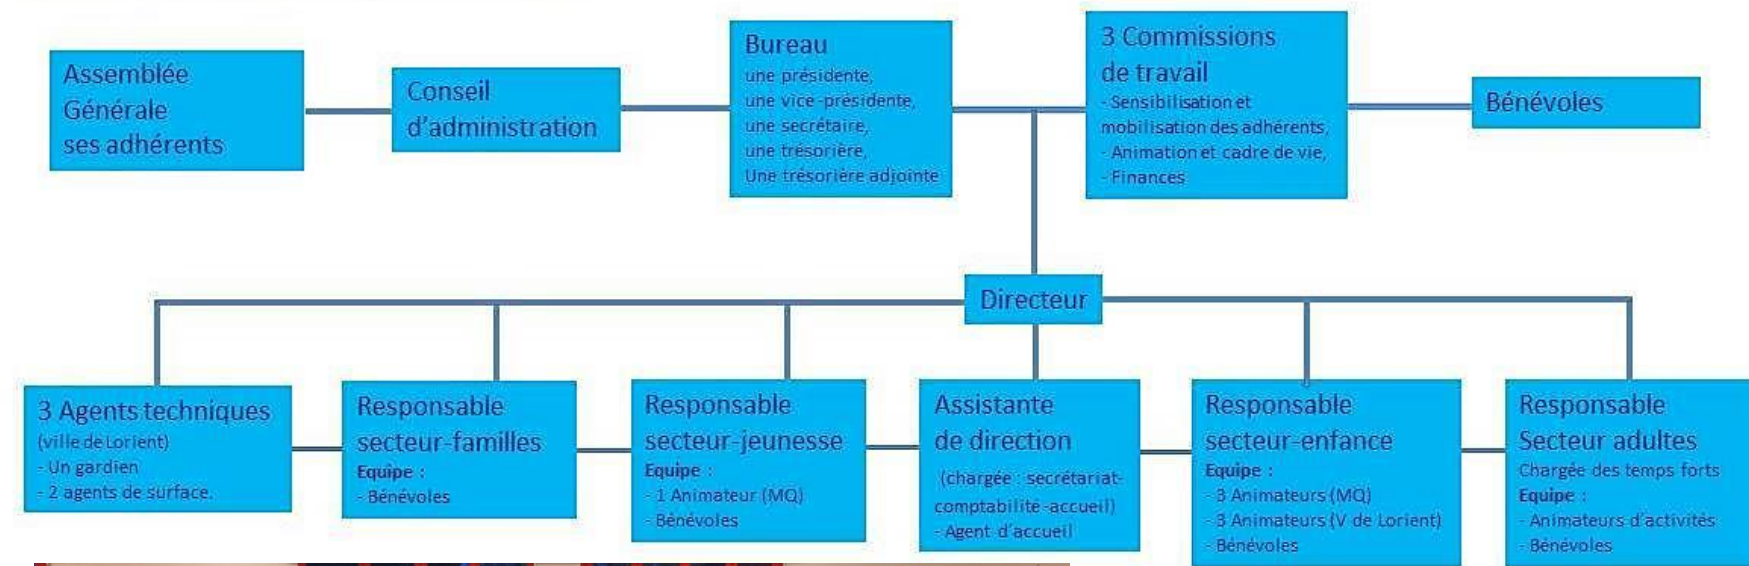 Assemblée
Générale
ses adhérents
Conseil
d'administration
Bureau
une présidente,
une vice-présidente,
une secrétaire,
une trésorière,
Une trésorière adjointe
3 Commissions
de travail
- Sensibilisation et
mobilisation des adhérents,
- Animation et cadre de vie,
- Finances
Bénévoles
Directeur
3 Agents techniques
(ville de Lorient)
- Un gardien
- 2 agents de surface.
Responsable
secteur-familles
Equipe :
- Bénévoles
Responsable
secteur-jeunesse
Equipe :
- 1 Animateur (MQ)
- Bénévoles
Assistante
de direction
(chargée : secrétariat-
comptabilité-accueil)
- Agent d'accueil
Responsable
secteur-enfance
Equipe :
- 3 Animateurs (MQ)
- 3 Animateurs (V de Lorient)
- Bénévoles
Responsable
Secteur adultes
Chargée des temps forts
Equipe :
- Animateurs d'activités
- Bénévoles